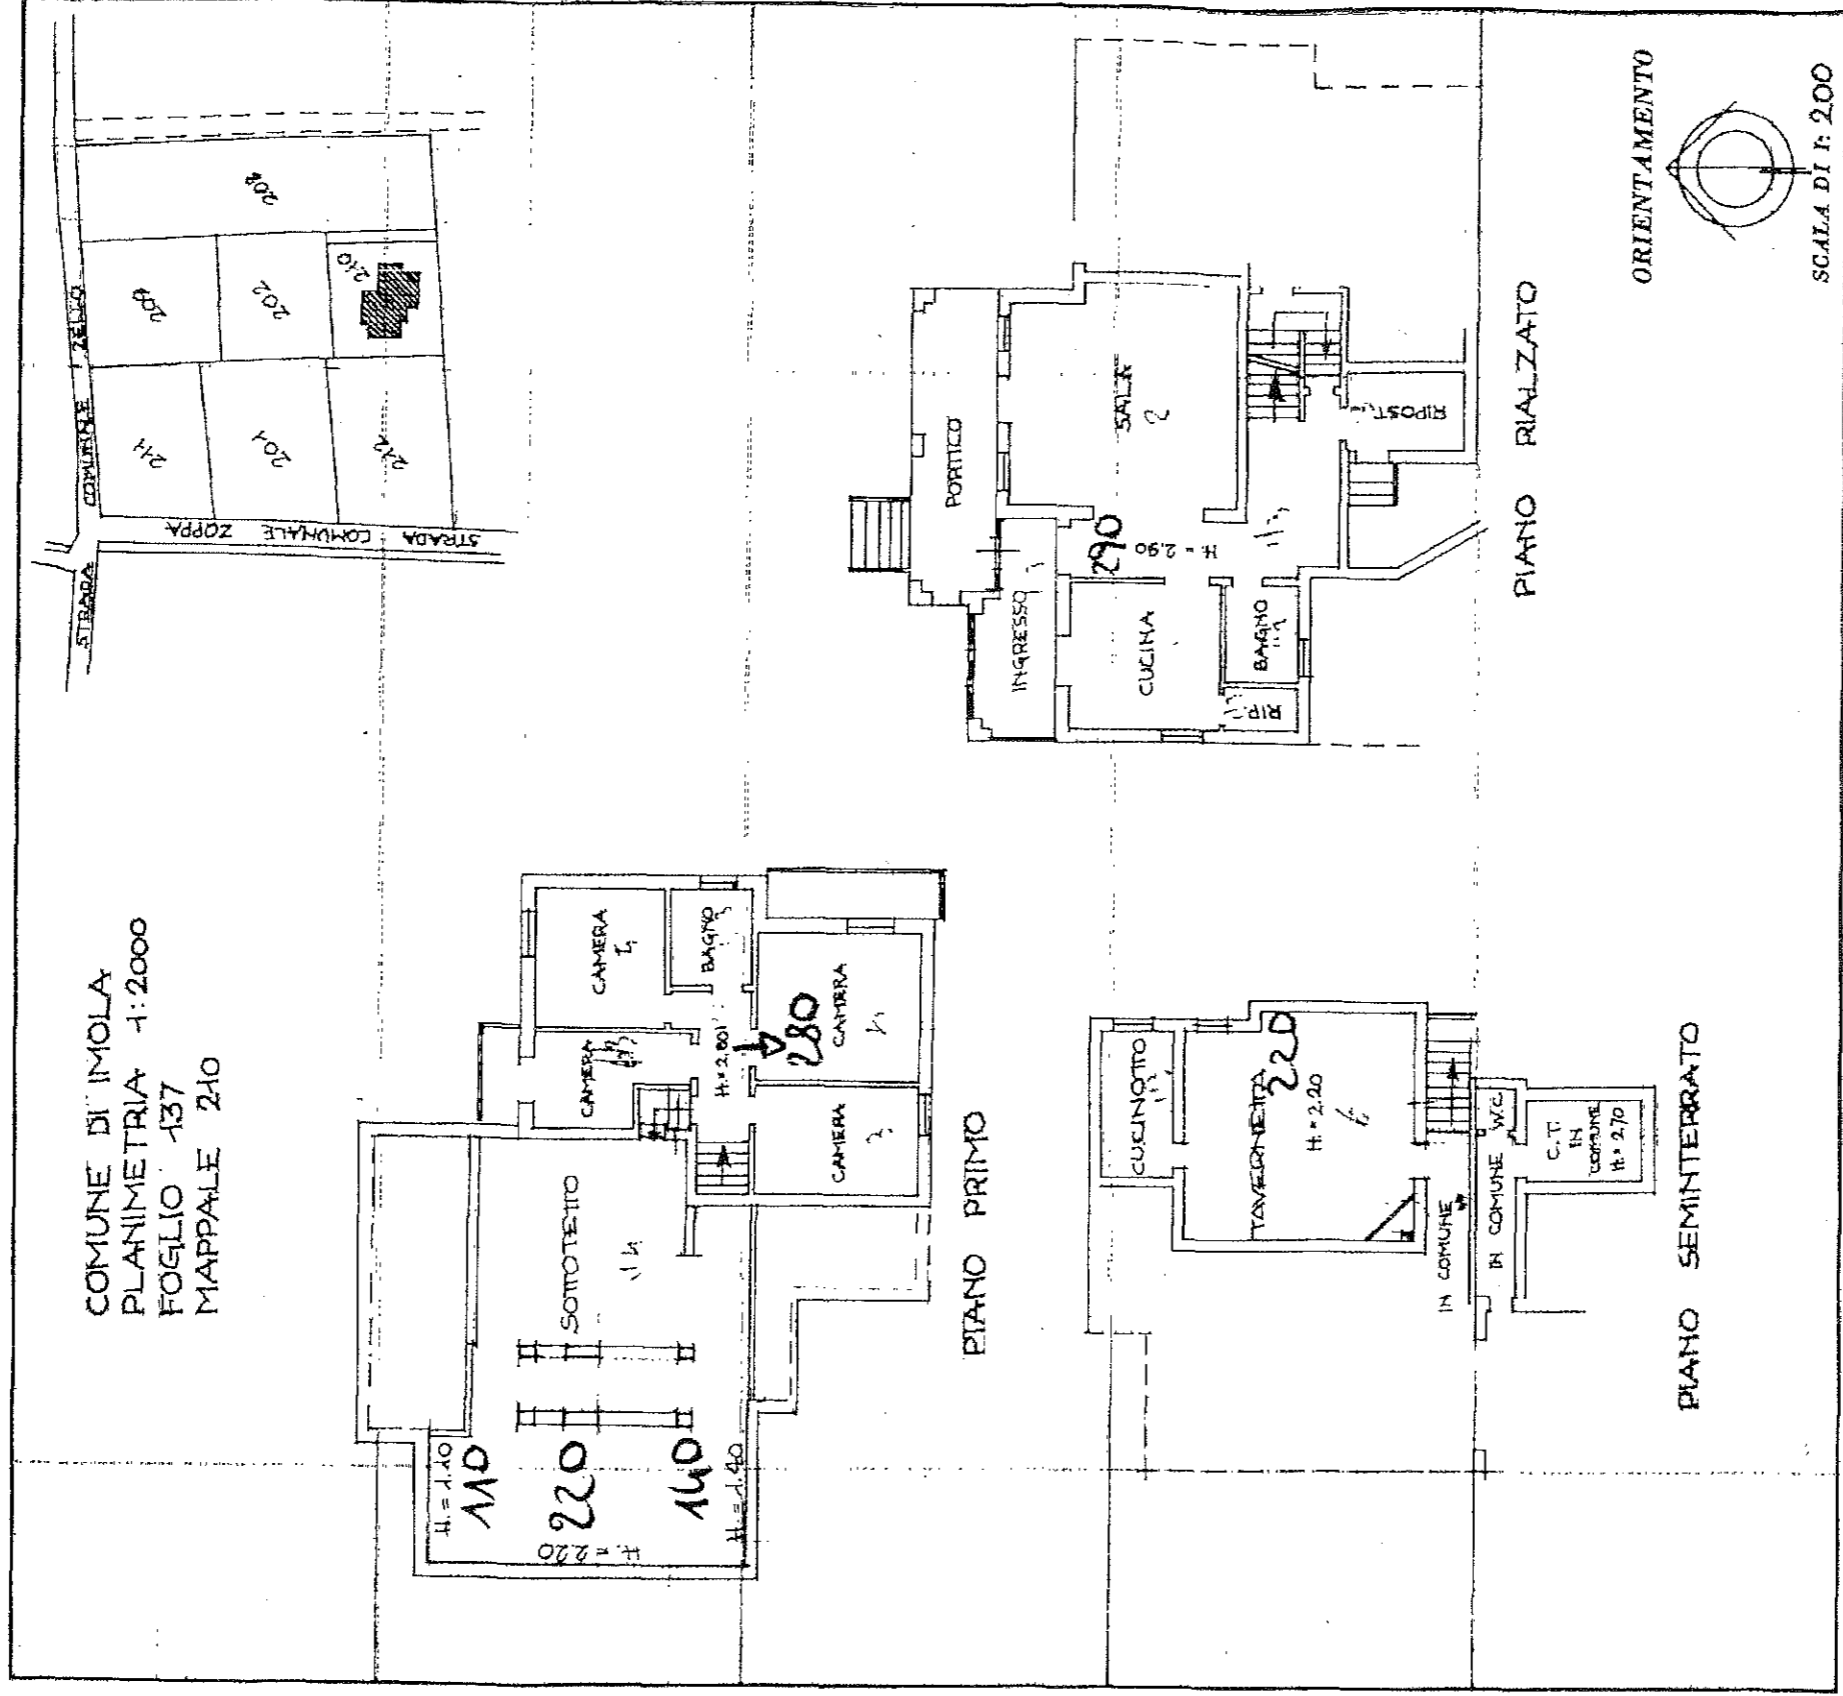 COMUNE DI IMOLA
PLANIMETRIA 1:2000
FOGLIO 137
MAPPALE 210
STRADA COMUNALE ZELLO
STRADA COMUNALE ZOPPA
211
201
212
202
210
SOTTOTETTO
H. = 1.10
110
H. = 2.20
220
H. = 1.40
140
CAMERA
CAMERA
BAGNO
H. = 2.80
280
CAMERA
CAMERA
PIANO PRIMO
PORTICO
INGRESSO
SALA
290
H. = 2.90
CUCINA
BAGNO
RIP.
RIPOST.
PIANO RIALZATO
CUCINOTTO
TAVERNETTA
H. = 2.20
220
IN COMUNE
IN COMUNE
W.C.
C.T.
IN
COMUNE
H. = 2.70
PIANO SEMINTERRATO
ORIENTAMENTO
SCALA DI 1: 200